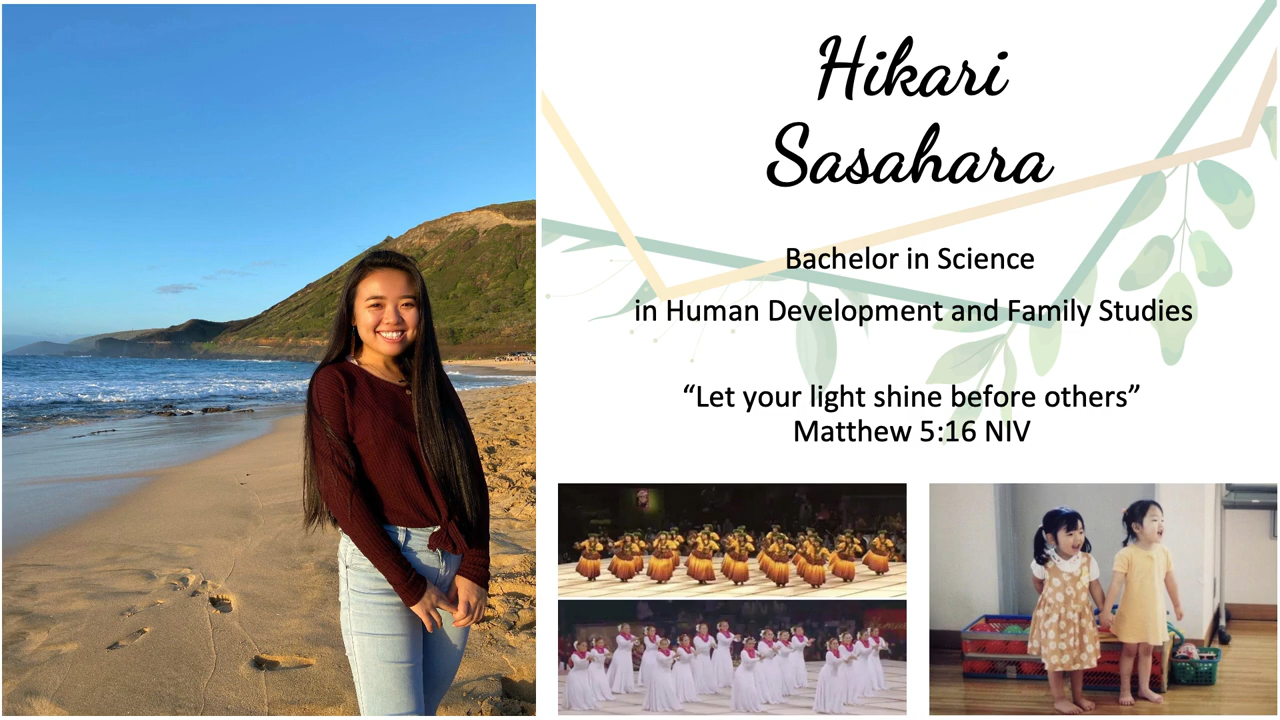 Hikari
Sasahara
Bachelor in Science
in Human Development and Family Studies
“Let your light shine before others”
Matthew 5:16 NIV